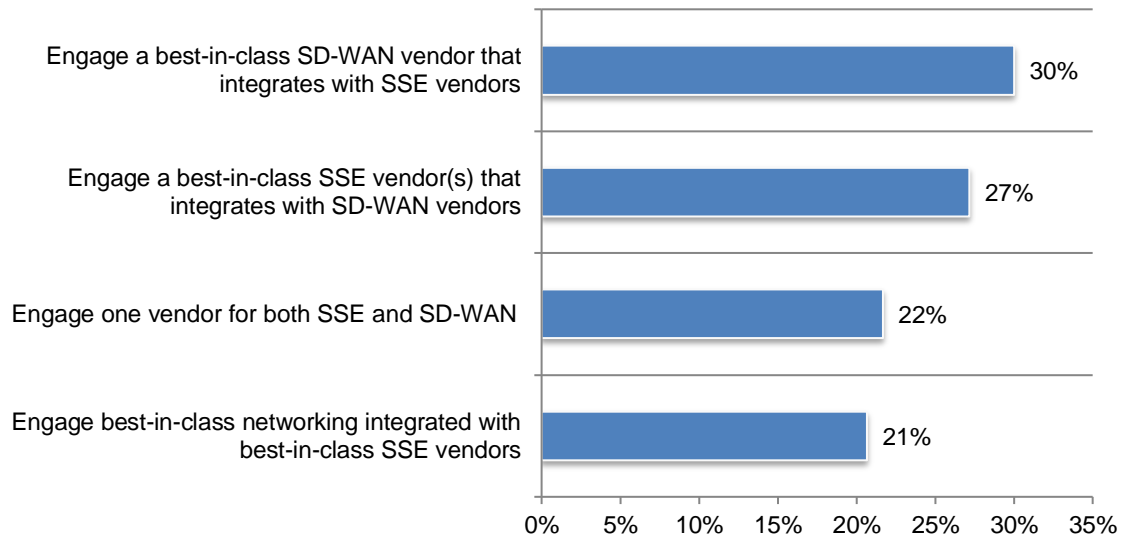 Engage a best-in-class SD-WAN vendor that
integrates with SSE vendors
30%
Engage a best-in-class SSE vendor(s) that
integrates with SD-WAN vendors
27%
Engage one vendor for both SSE and SD-WAN
22%
Engage best-in-class networking integrated with
best-in-class SSE vendors
21%
0% 5% 10% 15% 20% 25% 30% 35%